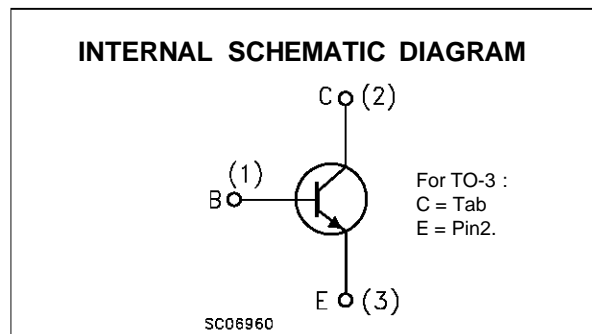 INTERNAL SCHEMATIC DIAGRAM
C (2)
(1)
B
For TO-3 :
C = Tab
E = Pin2.
E (3)
SC06960